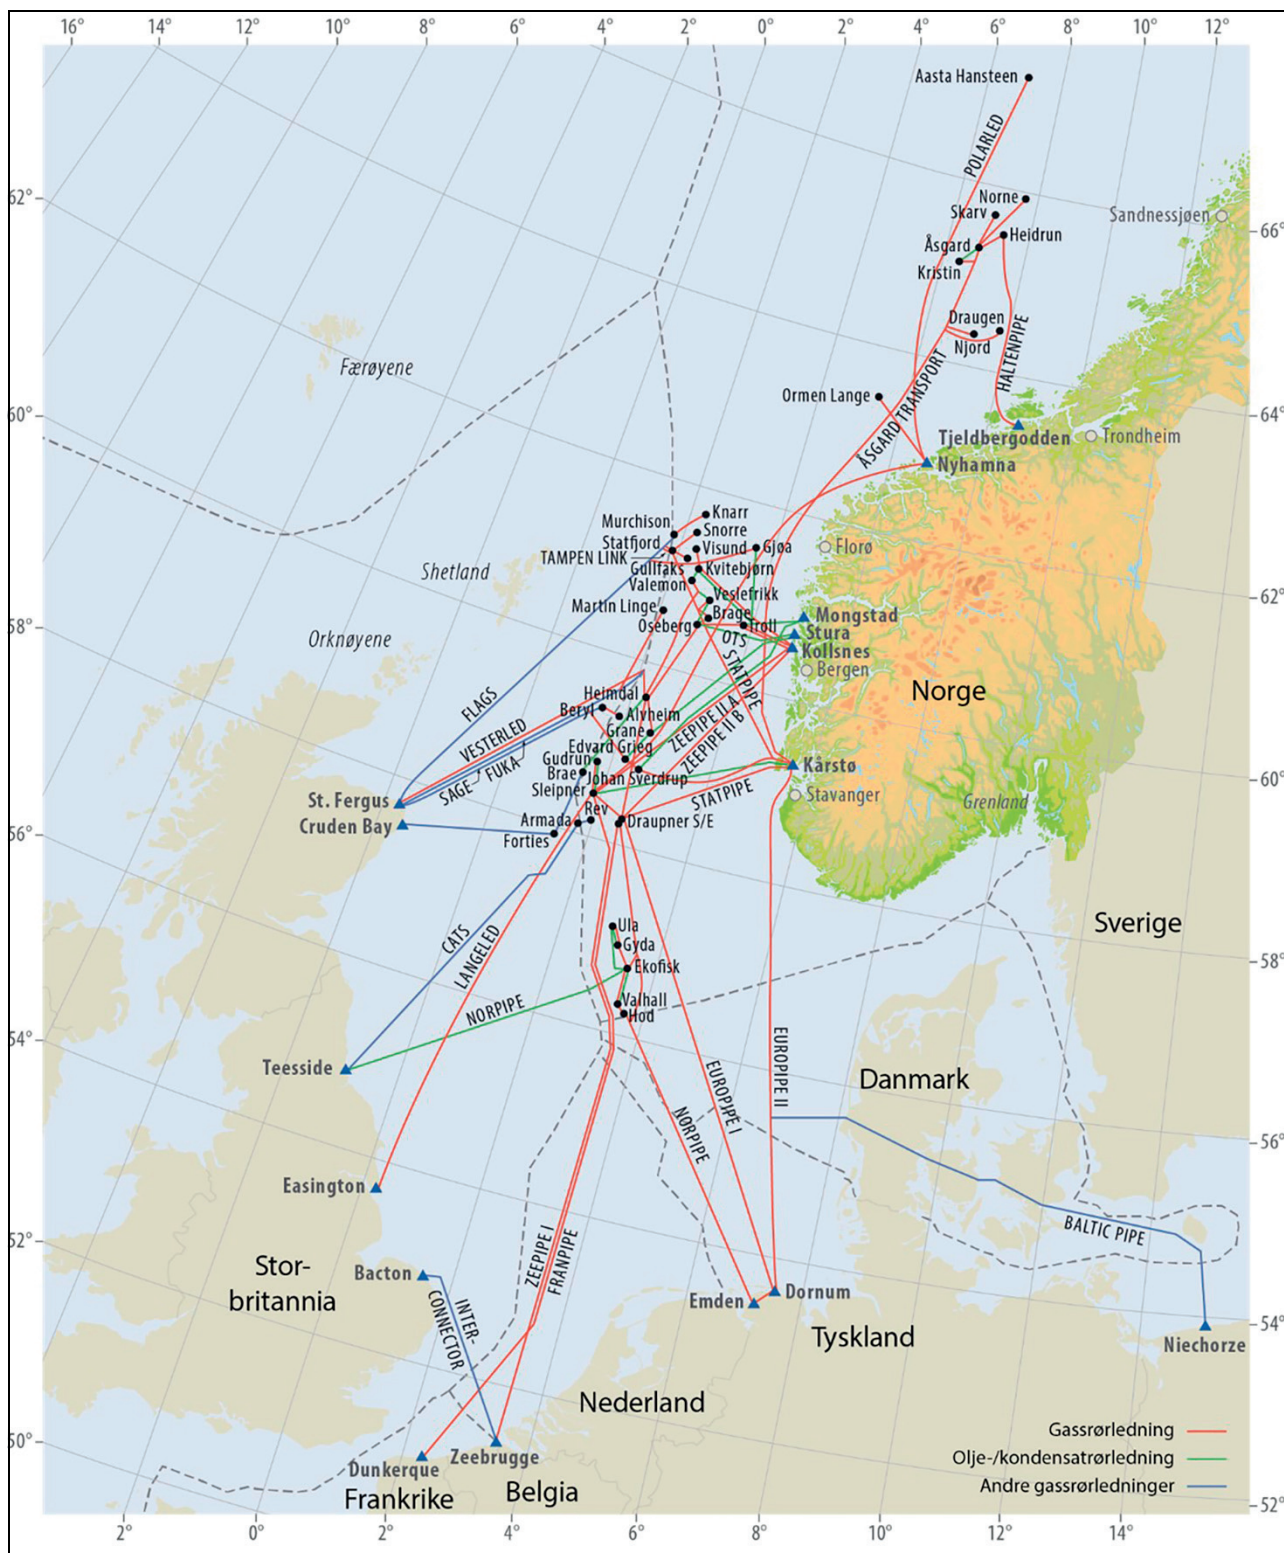 16°
14°
12°
10°
8°
6°
4°
2°
0°
2°
4°
6°
8°
10°
12°
Aasta Hansteen
POLARLED
62°
Norne
Skarv
Sandnessjøen
66°
Åsgard
Heidrun
Kristin
Draugen
Njord
HALTENPIPE
Færøyene
ÅSGARD TRANSPORT
Ormen Lange
60°
64°
Tjeldbergodden
Trondheim
Nyhamna
Knarr
Murchison
Snorre
Statfjord
Visund
Gjøa
Florø
TAMPEN LINK
Gullfaks
Kvitebjørn
Shetland
Valemon
Veslefrikk
Martin Linge
Brage
Mongstad
62°
58°
Oseberg
Troll
Stura
OTS
Orknøyene
Kollsnes
Bergen
STATPIPE
Norge
FLAGS
Heimdal
Beryl
Alvheim
ZEEPIPE II A
VESTERLED
Grane
ZEEPIPE II B
Edvard Grieg
FUKA
Gudrun
SAGE
Brae
Johan Sverdrup
Kårstø
60°
Sleipner
St. Fergus
STATPIPE
Stavanger
Grenland
Rev
56°
Cruden Bay
Armada
Draupner S/E
Forties
Ula
Sverige
CATS
LANGELED
Gyda
58°
Ekofisk
NORPIPE
Valhall
Hod
54°
Teesside
EUROPIPE II
Danmark
EUROPIPE I
NORPIPE
56°
Easington
BALTIC PIPE
52°
ZEEPIPE I
FRANPIPE
Stor-
britannia
Bacton
INTER-
CONNECTOR
Emden
Dornum
54°
Tyskland
Niechorze
Nederland
50°
Gassrørledning
Olje-/kondensatrørledning
Andre gassrørledninger
Zeebrugge
Dunkerque
Frankrike
Belgia
52°
2°
0°
2°
4°
6°
8°
10°
12°
14°